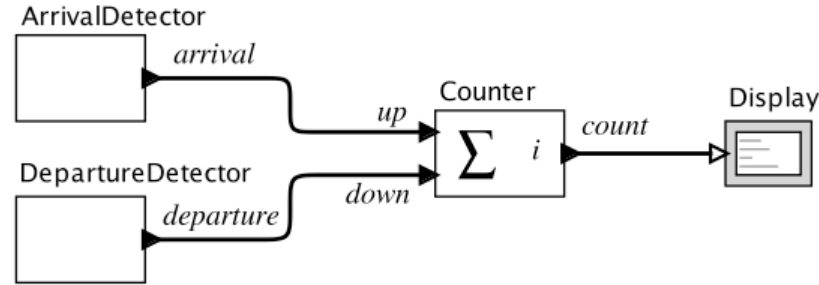 ArrivalDetector
arrival
up
Counter
∑
i
count
Display
DepartureDetector
departure
down